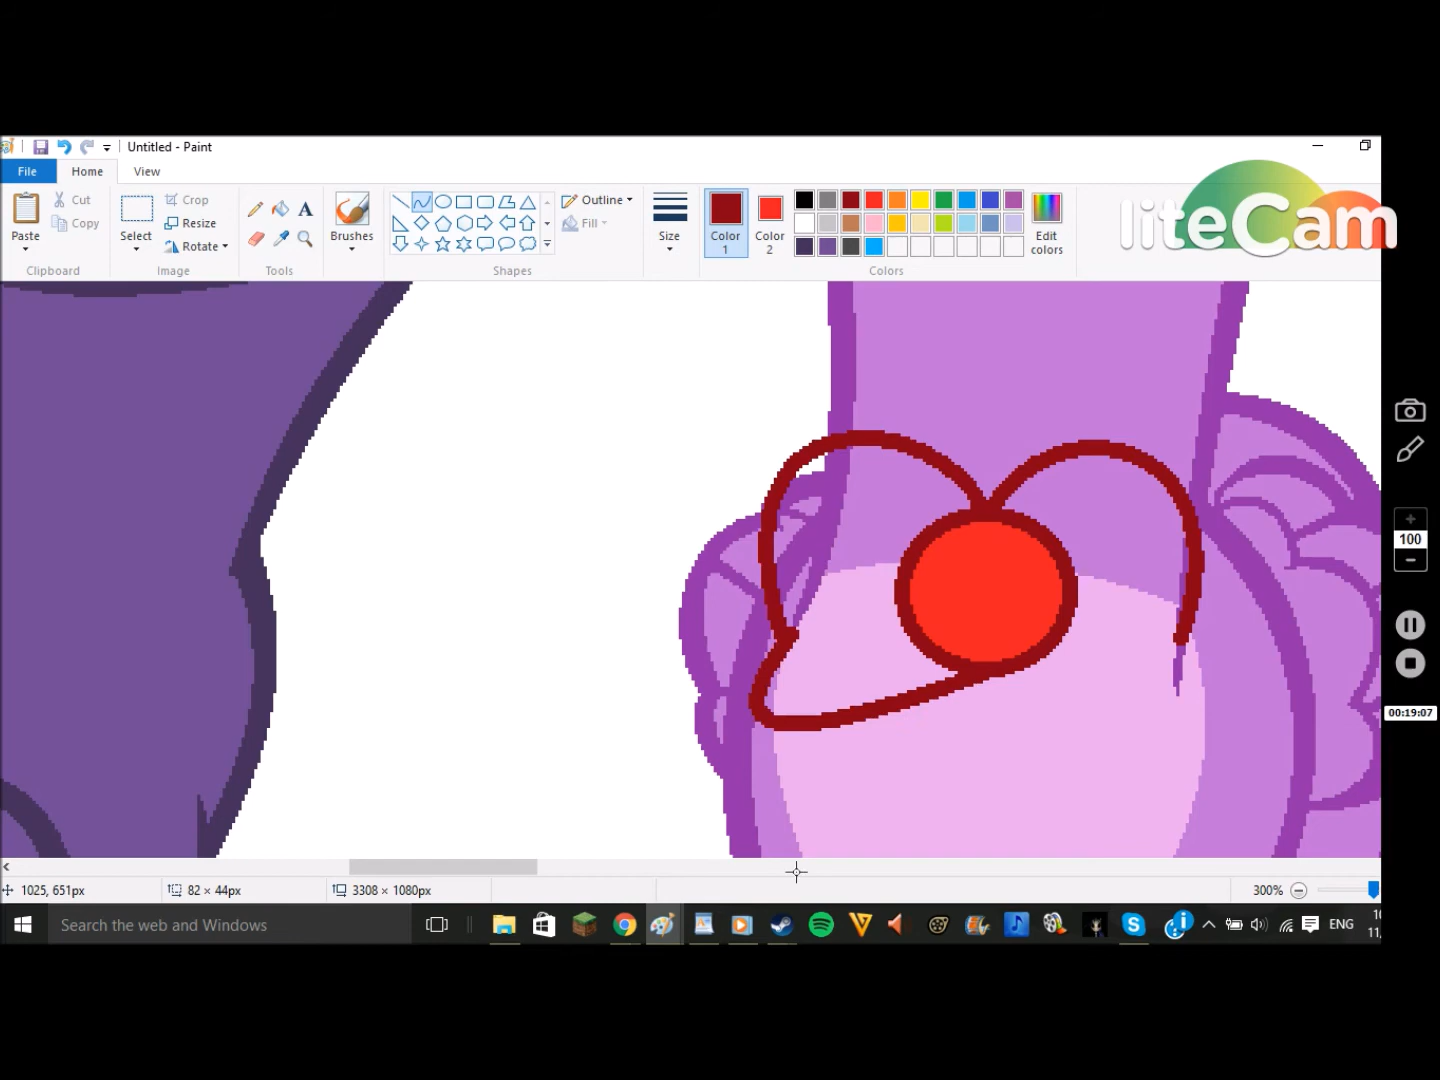 Untitled - Paint
liteCam
File
Home
View
Paste
Cut
Copy
Clipboard
Select
Crop
Resize
Rotate
Image
A
Tools
Brushes
Shapes
Outline
Fill
Size
Color 1
Color 2
Edit colors
Colors
100
00:19:07
1025, 651px
82 × 44px
3308 × 1080px
300%
Search the web and Windows
ENG